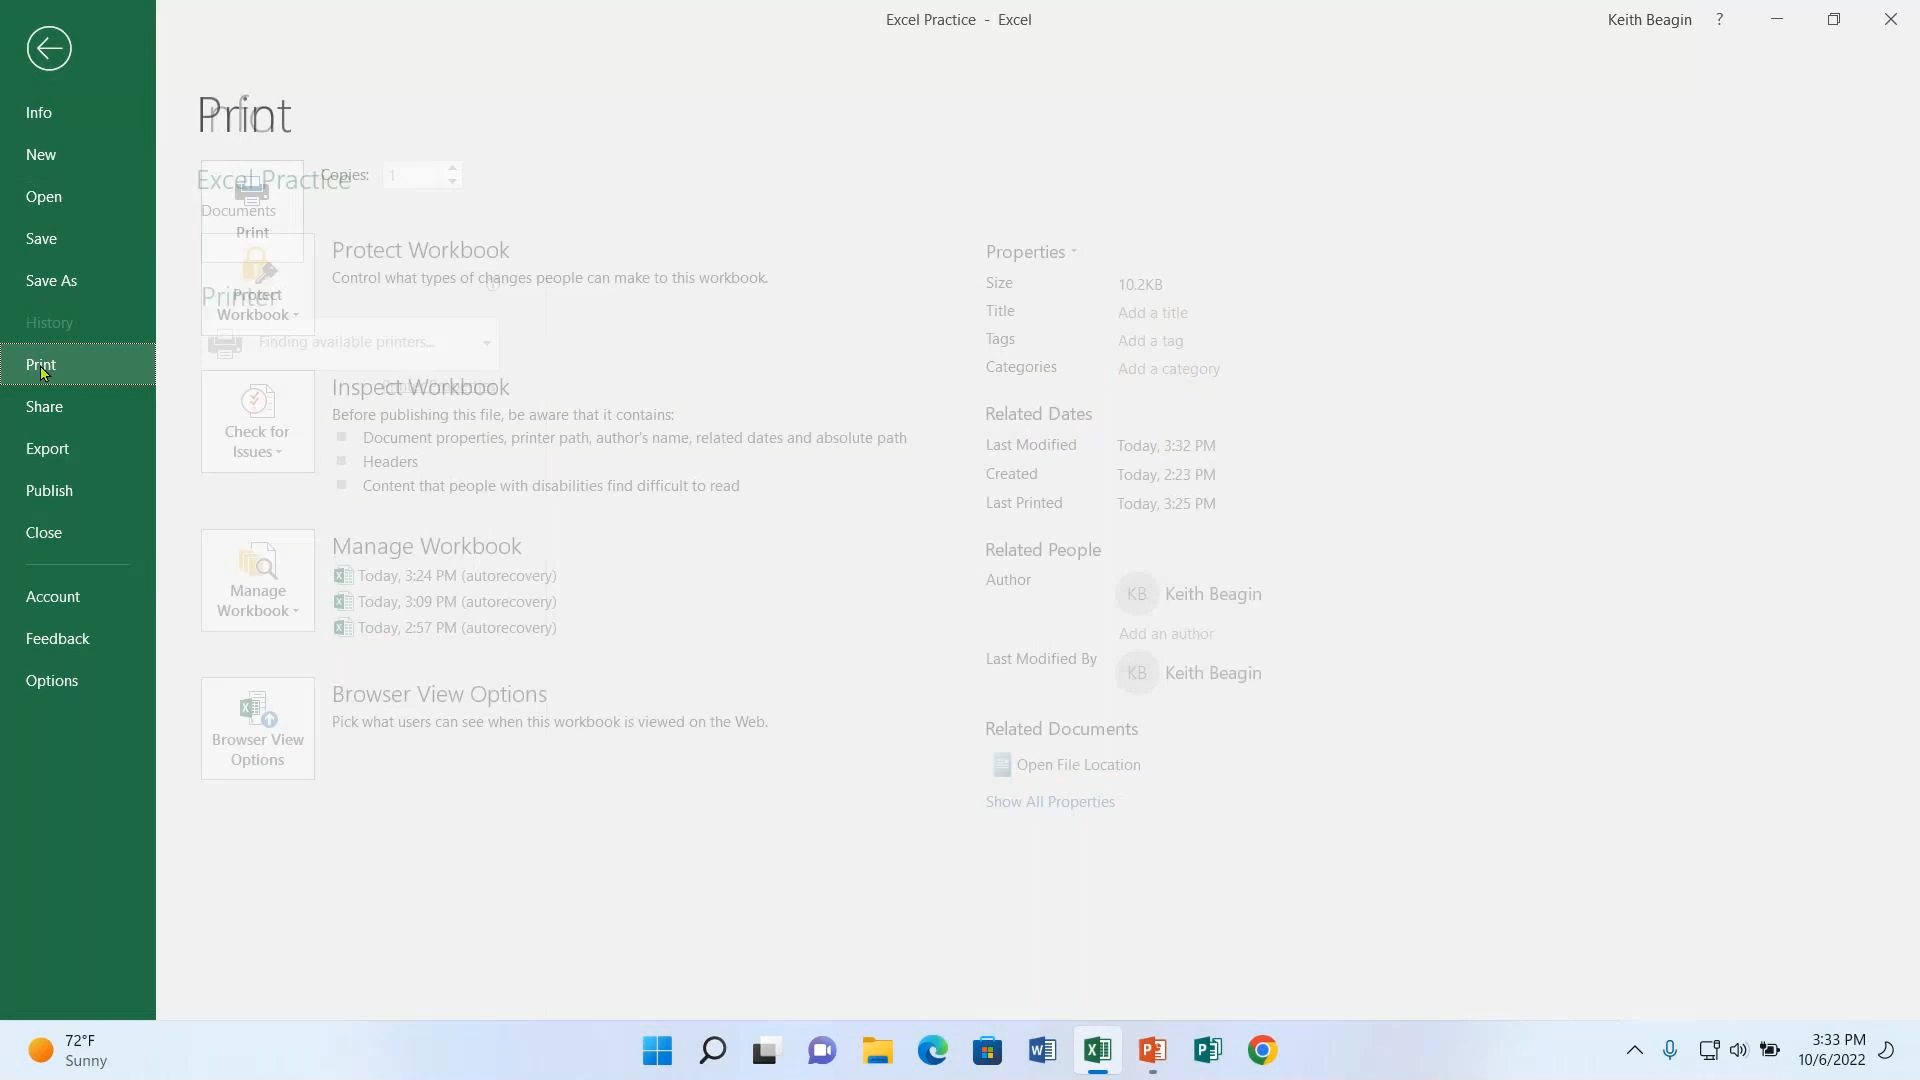 Excel Practice - Excel
Keith Beagin
?
Info
New
Open
Save
Save As
History
Print
Share
Export
Publish
Close
Account
Feedback
Options
Print
Info
Excel Practice
Documents
Print
Copies:
1
Printer
Finding available printers...
Protect
Workbook
Protect Workbook
Control what types of changes people can make to this workbook.
Check for
Issues
Inspect Workbook
Before publishing this file, be aware that it contains:
Document properties, printer path, author's name, related dates and absolute path
Headers
Content that people with disabilities find difficult to read
Manage
Workbook
Manage Workbook
Today, 3:24 PM (autorecovery)
Today, 3:09 PM (autorecovery)
Today, 2:57 PM (autorecovery)
Browser View
Options
Browser View Options
Pick what users can see when this workbook is viewed on the Web.
Properties
Size 10.2KB
Title Add a title
Tags Add a tag
Categories Add a category
Related Dates
Last Modified Today, 3:32 PM
Created Today, 2:23 PM
Last Printed Today, 3:25 PM
Related People
Author
KB Keith Beagin
Add an author
Last Modified By
KB Keith Beagin
Related Documents
Open File Location
Show All Properties
72°F
Sunny
3:33 PM
10/6/2022